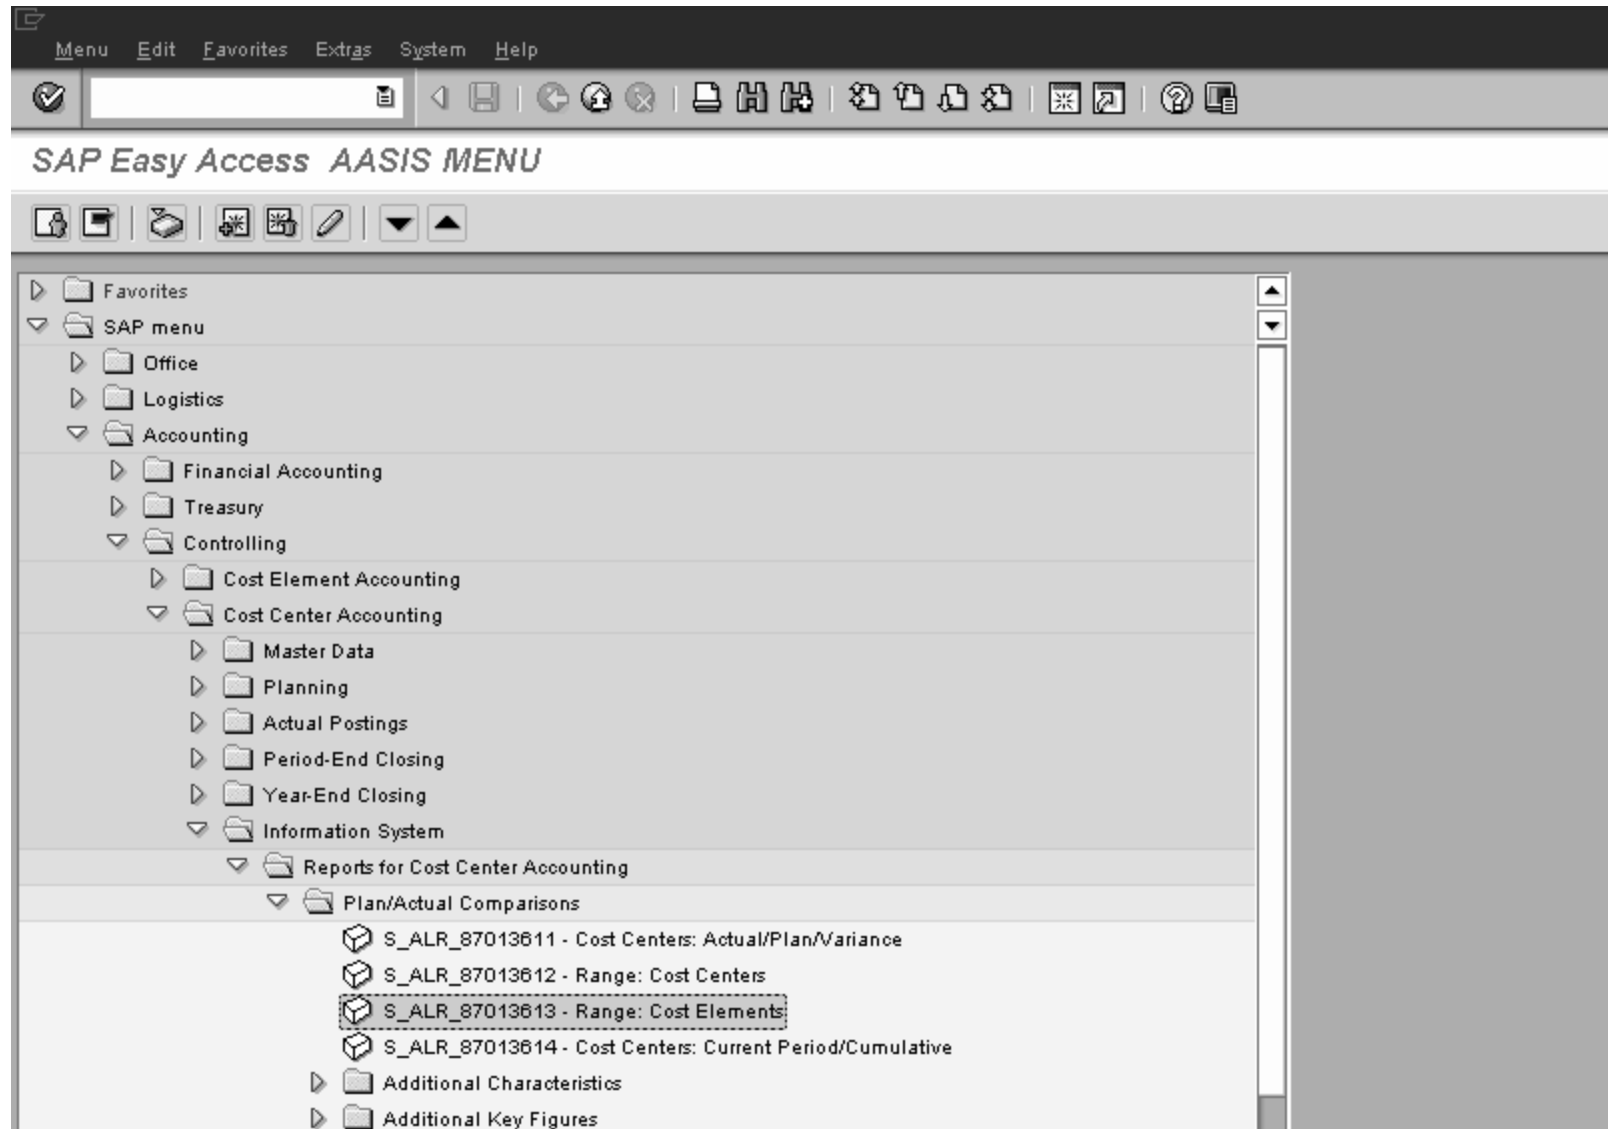 Menu Edit Favorites Extras System Help
SAP Easy Access AASIS MENU
Favorites
SAP menu
Office
Logistics
Accounting
Financial Accounting
Treasury
Controlling
Cost Element Accounting
Cost Center Accounting
Master Data
Planning
Actual Postings
Period-End Closing
Year-End Closing
Information System
Reports for Cost Center Accounting
Plan/Actual Comparisons
S_ALR_87013611 - Cost Centers: Actual/Plan/Variance
S_ALR_87013612 - Range: Cost Centers
S_ALR_87013613 - Range: Cost Elements
S_ALR_87013614 - Cost Centers: Current Period/Cumulative
Additional Characteristics
Additional Key Figures